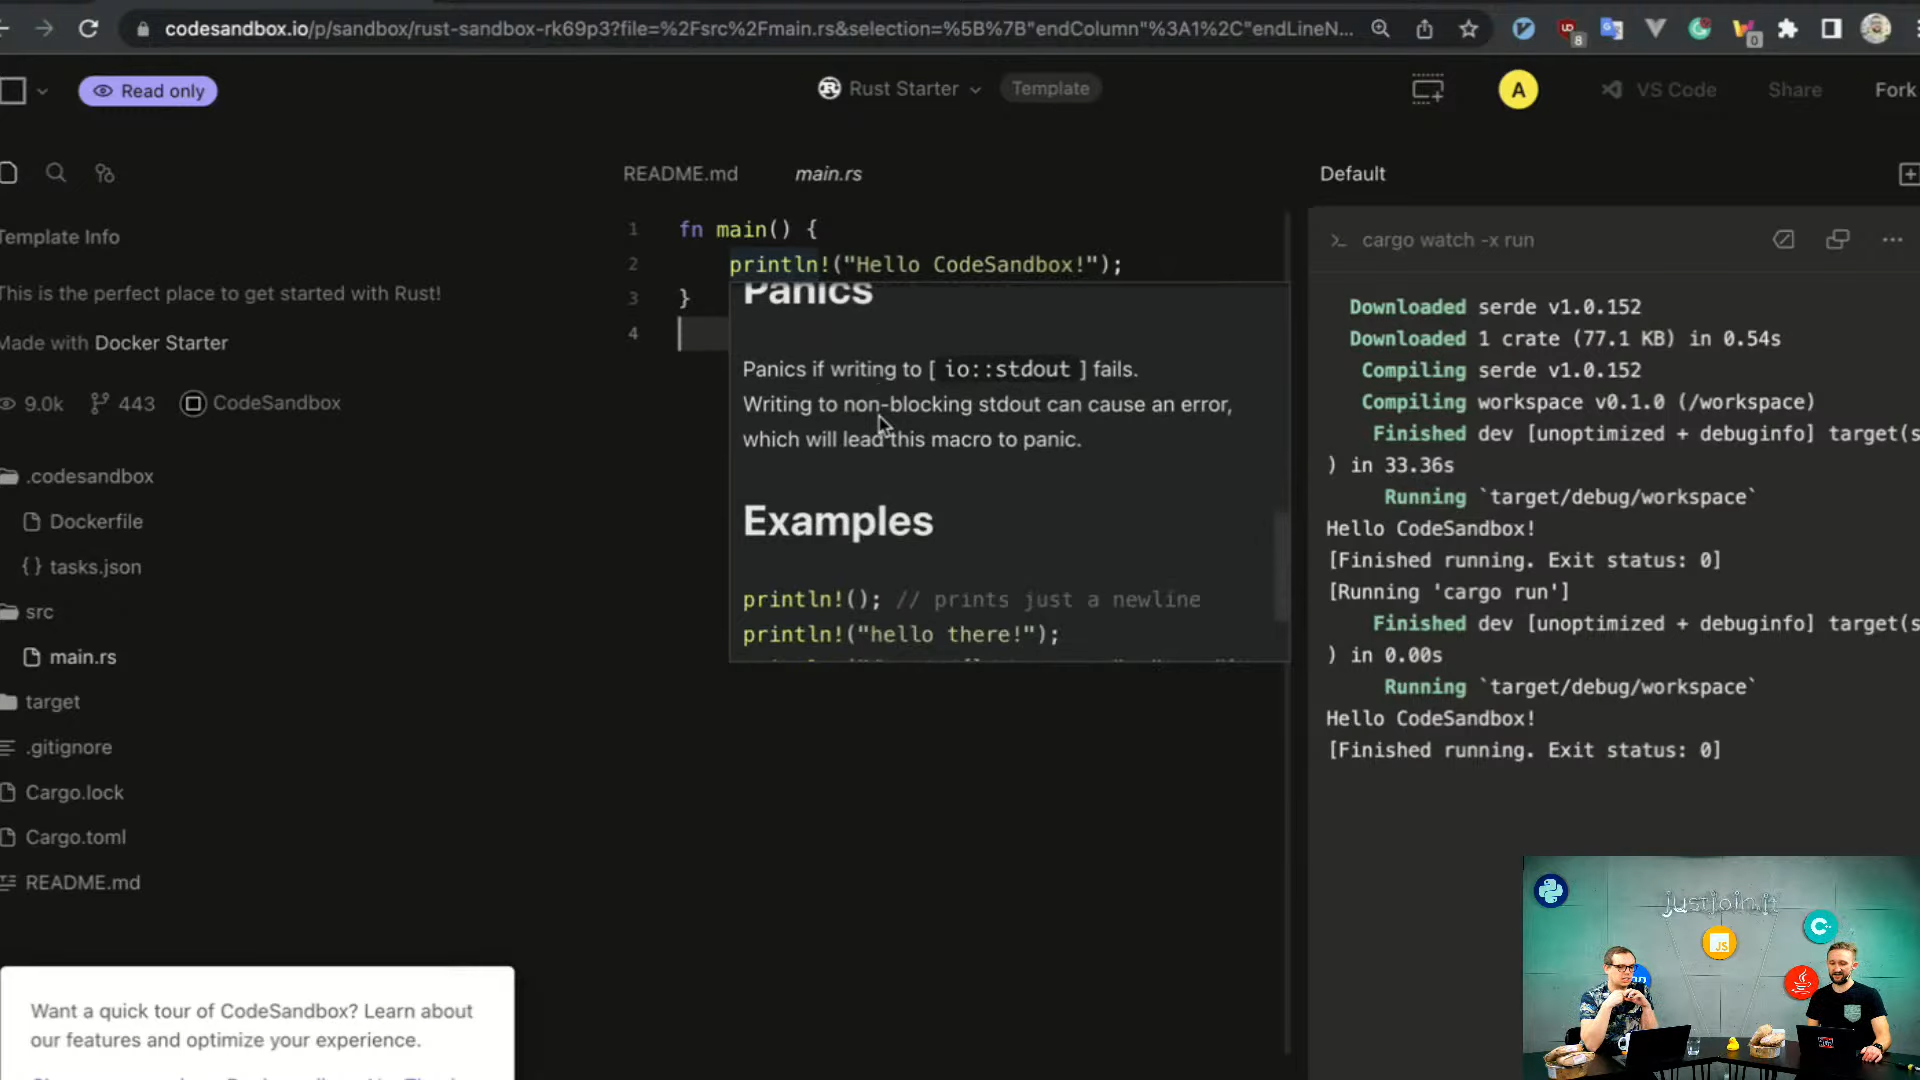 codesandbox.io/p/sandbox/rust-sandbox-rk69p3?file=%2Fsrc%2Fmain.rs&selection=%5B%7B"endColumn"%3A1%2C"endLineN...
8
0
Read only
Rust Starter
Template
A
VS Code
Share
Fork
README.md
main.rs
Default
Template Info
This is the perfect place to get started with Rust!
Made with Docker Starter
9.0k
443
CodeSandbox
.codesandbox
Dockerfile
{} tasks.json
src
main.rs
target
.gitignore
Cargo.lock
Cargo.toml
README.md
1 fn main() {
2 println!("Hello CodeSandbox!");
3 }
4
Panics
Panics if writing to [ io::stdout ] fails.
Writing to non-blocking stdout can cause an error,
which will lead this macro to panic.
Examples
println!(); // prints just a newline
println!("hello there!");
>_ cargo watch -x run
Downloaded serde v1.0.152
Downloaded 1 crate (77.1 KB) in 0.54s
Compiling serde v1.0.152
Compiling workspace v0.1.0 (/workspace)
Finished dev [unoptimized + debuginfo] target(s
) in 33.36s
Running `target/debug/workspace`
Hello CodeSandbox!
[Finished running. Exit status: 0]
[Running 'cargo run']
Finished dev [unoptimized + debuginfo] target(s
) in 0.00s
Running `target/debug/workspace`
Hello CodeSandbox!
[Finished running. Exit status: 0]
Want a quick tour of CodeSandbox? Learn about
our features and optimize your experience.
justjoin.it
JS
C